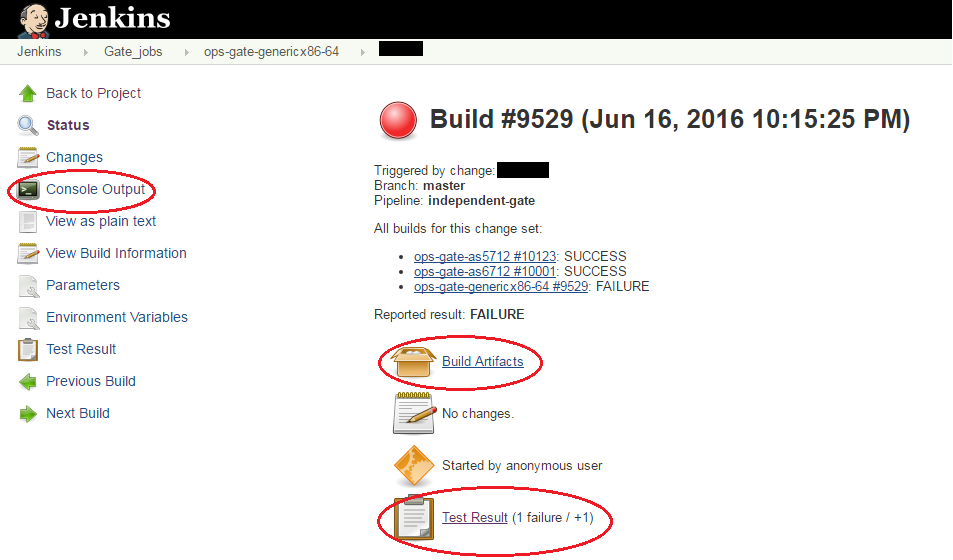 Jenkins
Jenkins Gate_jobs ops-gate-genericx86-64
Back to Project
Status
Changes
Console Output
View as plain text
View Build Information
Parameters
Environment Variables
Test Result
Previous Build
Next Build
Build #9529 (Jun 16, 2016 10:15:25 PM)
Triggered by change:
Branch: master
Pipeline: independent-gate
All builds for this change set:
ops-gate-as5712 #10123: SUCCESS
ops-gate-as6712 #10001: SUCCESS
ops-gate-genericx86-64 #9529: FAILURE
Reported result: FAILURE
Build Artifacts
No changes.
Started by anonymous user
Test Result (1 failure / +1)